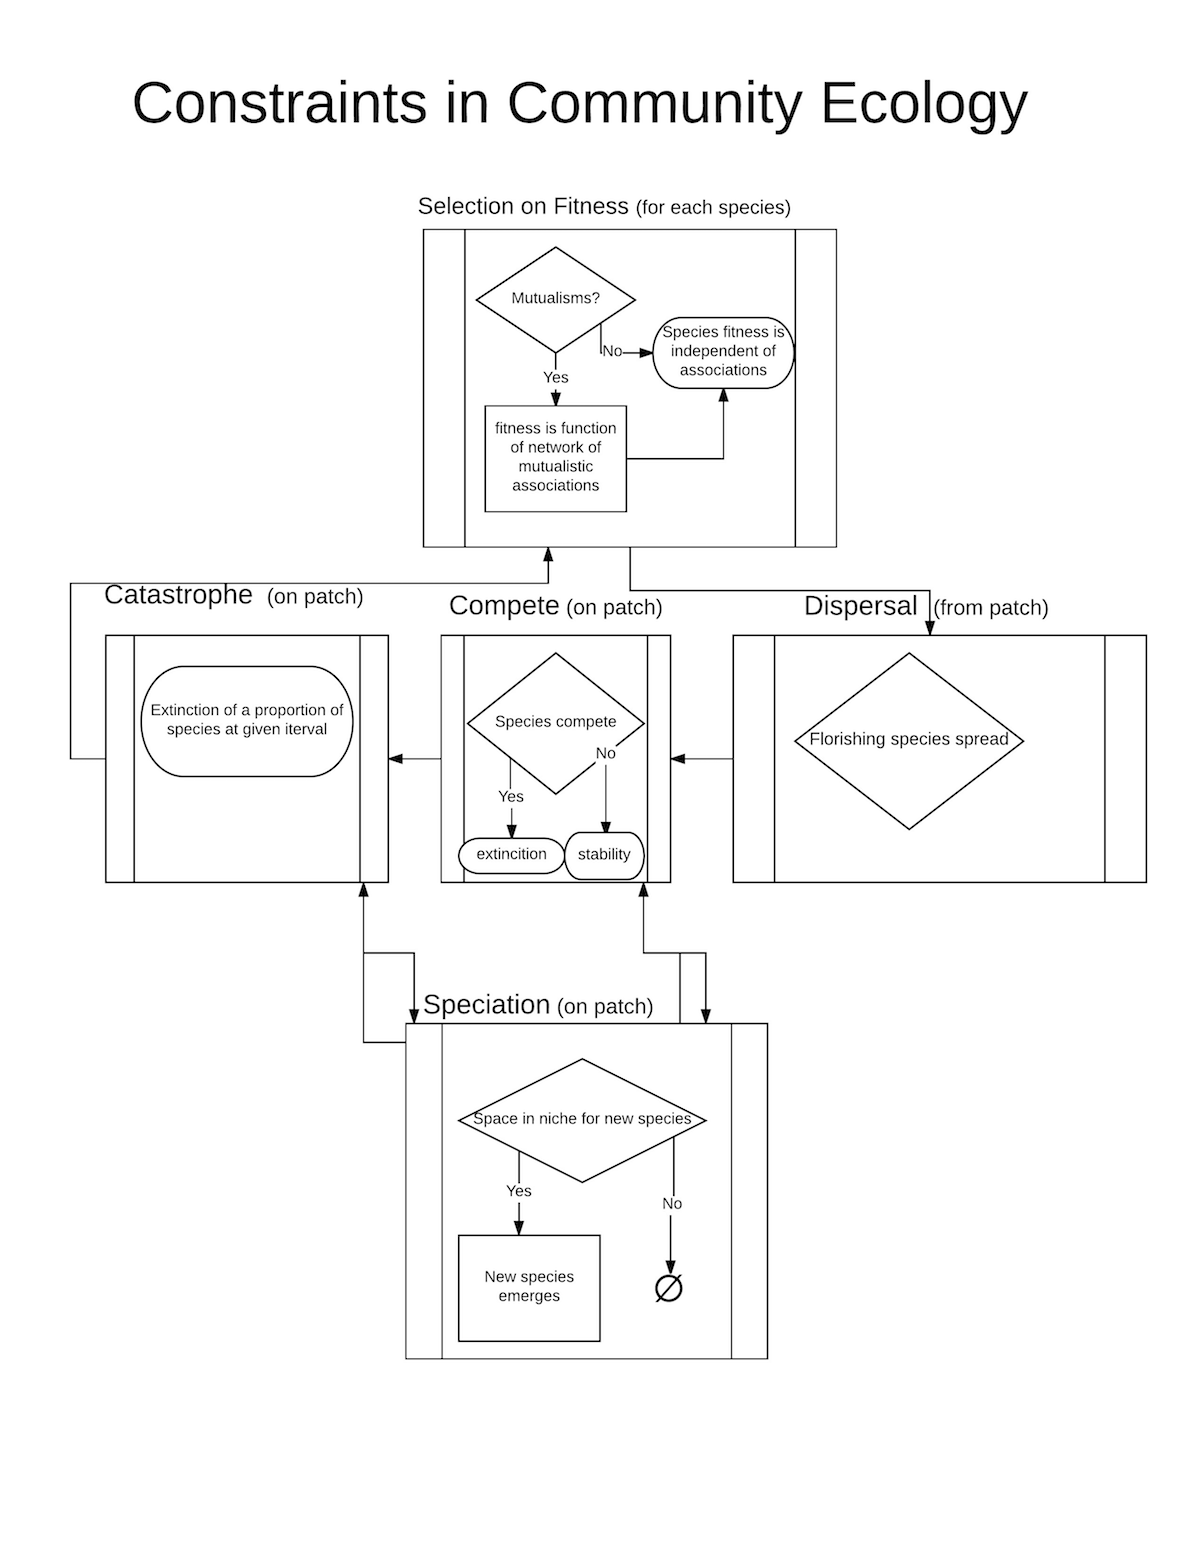 Constraints in Community Ecology
Selection on Fitness (for each species)
Mutualisms?
No
Species fitness is
independent of
associations
Yes
fitness is function
of network of
mutualistic
associations
Catastrophe (on patch)
Extinction of a proportion of
species at given iterval
Compete (on patch)
Species compete
No
Yes
extincition
stability
Dispersal (from patch)
Florishing species spread
Speciation (on patch)
Space in niche for new species
Yes
No
New species
emerges
∅